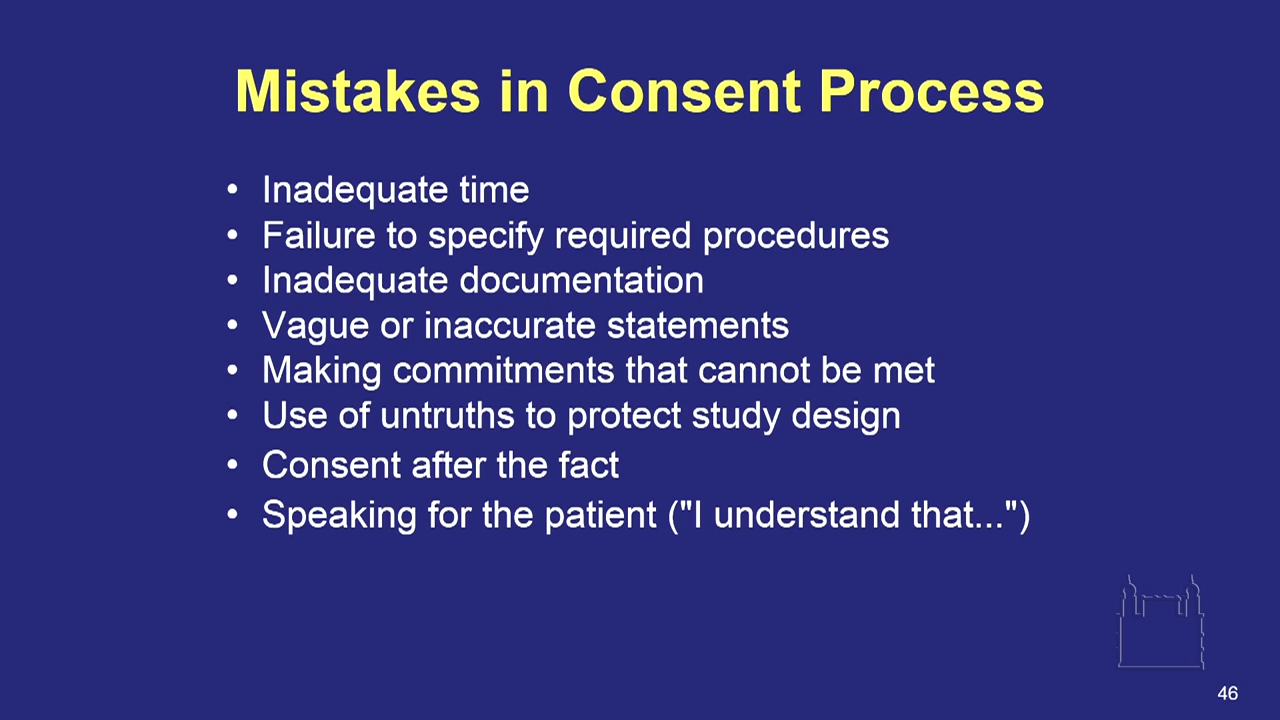 Mistakes in Consent Process
• Inadequate time
• Failure to specify required procedures
• Inadequate documentation
• Vague or inaccurate statements
• Making commitments that cannot be met
• Use of untruths to protect study design
• Consent after the fact
• Speaking for the patient ("I understand that...")
46